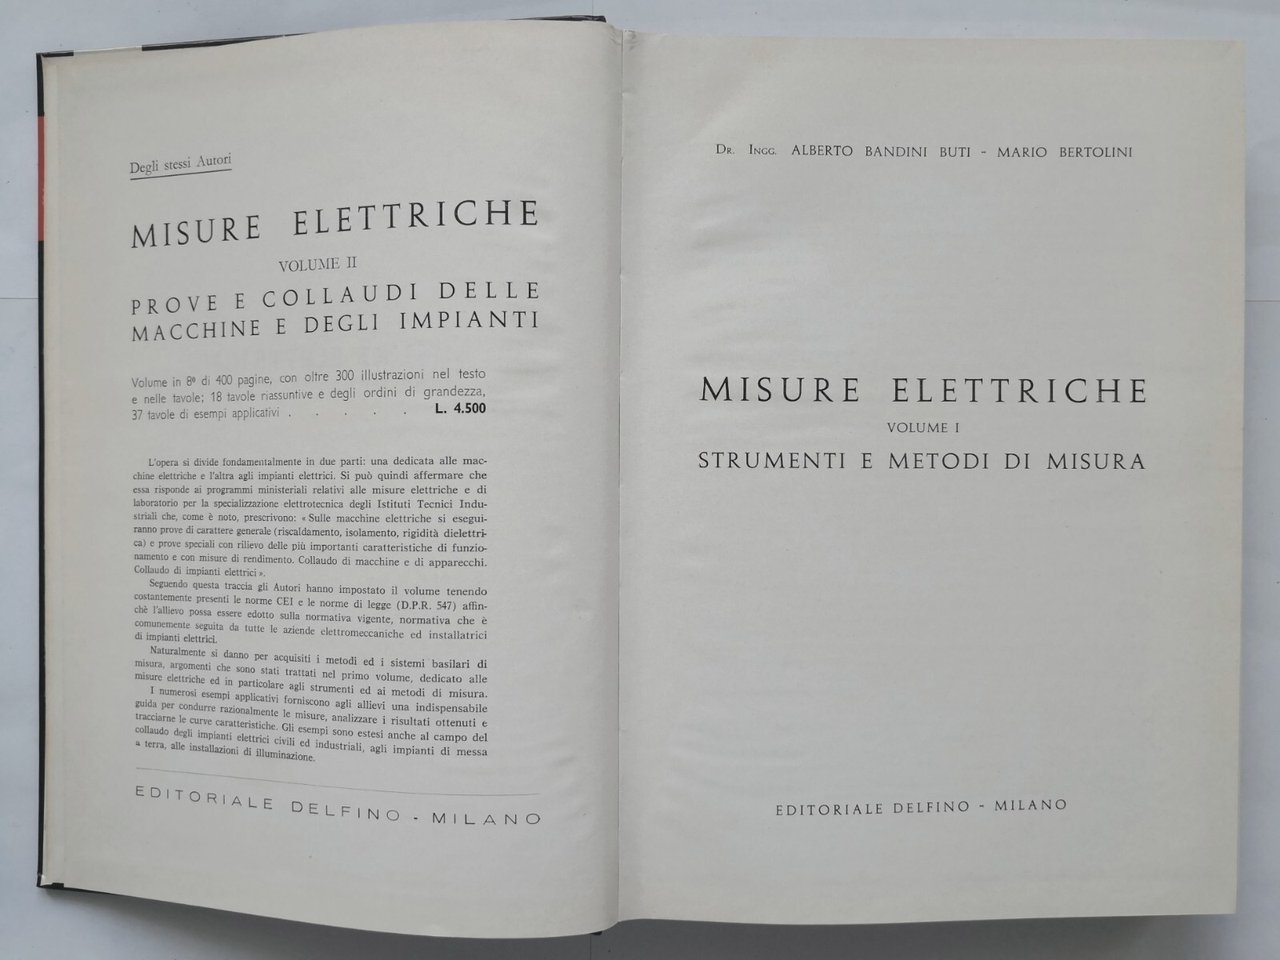 Degli stessi Autori
MISURE ELETTRICHE
VOLUME II
PROVE E COLLAUDI DELLE
MACCHINE E DEGLI IMPIANTI
Volume in 8º di 400 pagine, con oltre 300 illustrazioni nel testo
e nelle tavole; 18 tavole riassuntive e degli ordini di grandezza,
37 tavole di esempi applicativi . . . . . L. 4.500
L'opera si divide fondamentalmente in due parti: una dedicata alle mac-
chine elettriche e l'altra agli impianti elettrici. Si può quindi affermare che
essa risponde ai programmi ministeriali relativi alle misure elettriche e di
laboratorio per la specializzazione elettrotecnica degli Istituti Tecnici Indu-
striali che, come è noto, prescrivono: « Sulle macchine elettriche si esegui-
ranno prove di carattere generale (riscaldamento, isolamento, rigidità dielettri-
ca) e prove speciali con rilievo delle più importanti caratteristiche di funzio-
namento e con misure di rendimento. Collaudo di macchine e di apparecchi.
Collaudo di impianti elettrici ».
Seguendo questa traccia gli Autori hanno impostato il volume tenendo
costantemente presenti le norme CEI e le norme di legge (D.P.R. 547) affin-
chè l'allievo possa essere edotto sulla normativa vigente, normativa che è
comunemente seguita da tutte le aziende elettromeccaniche ed installatrici
di impianti elettrici.
Naturalmente si danno per acquisiti i metodi ed i sistemi basilari di
misura, argomenti che sono stati trattati nel primo volume, dedicato alle
misure elettriche ed in particolare agli strumenti ed ai metodi di misura.
I numerosi esempi applicativi forniscono agli allievi una indispensabile
guida per condurre razionalmente le misure, analizzare i risultati ottenuti e
tracciarne le curve caratteristiche. Gli esempi sono estesi anche al campo del
collaudo degli impianti elettrici civili ed industriali, agli impianti di messa
a terra, alle installazioni di illuminazione.
EDITORIALE DELFINO - MILANO
Dr. Ingg. ALBERTO BANDINI BUTI - MARIO BERTOLINI
MISURE ELETTRICHE
VOLUME I
STRUMENTI E METODI DI MISURA
EDITORIALE DELFINO - MILANO